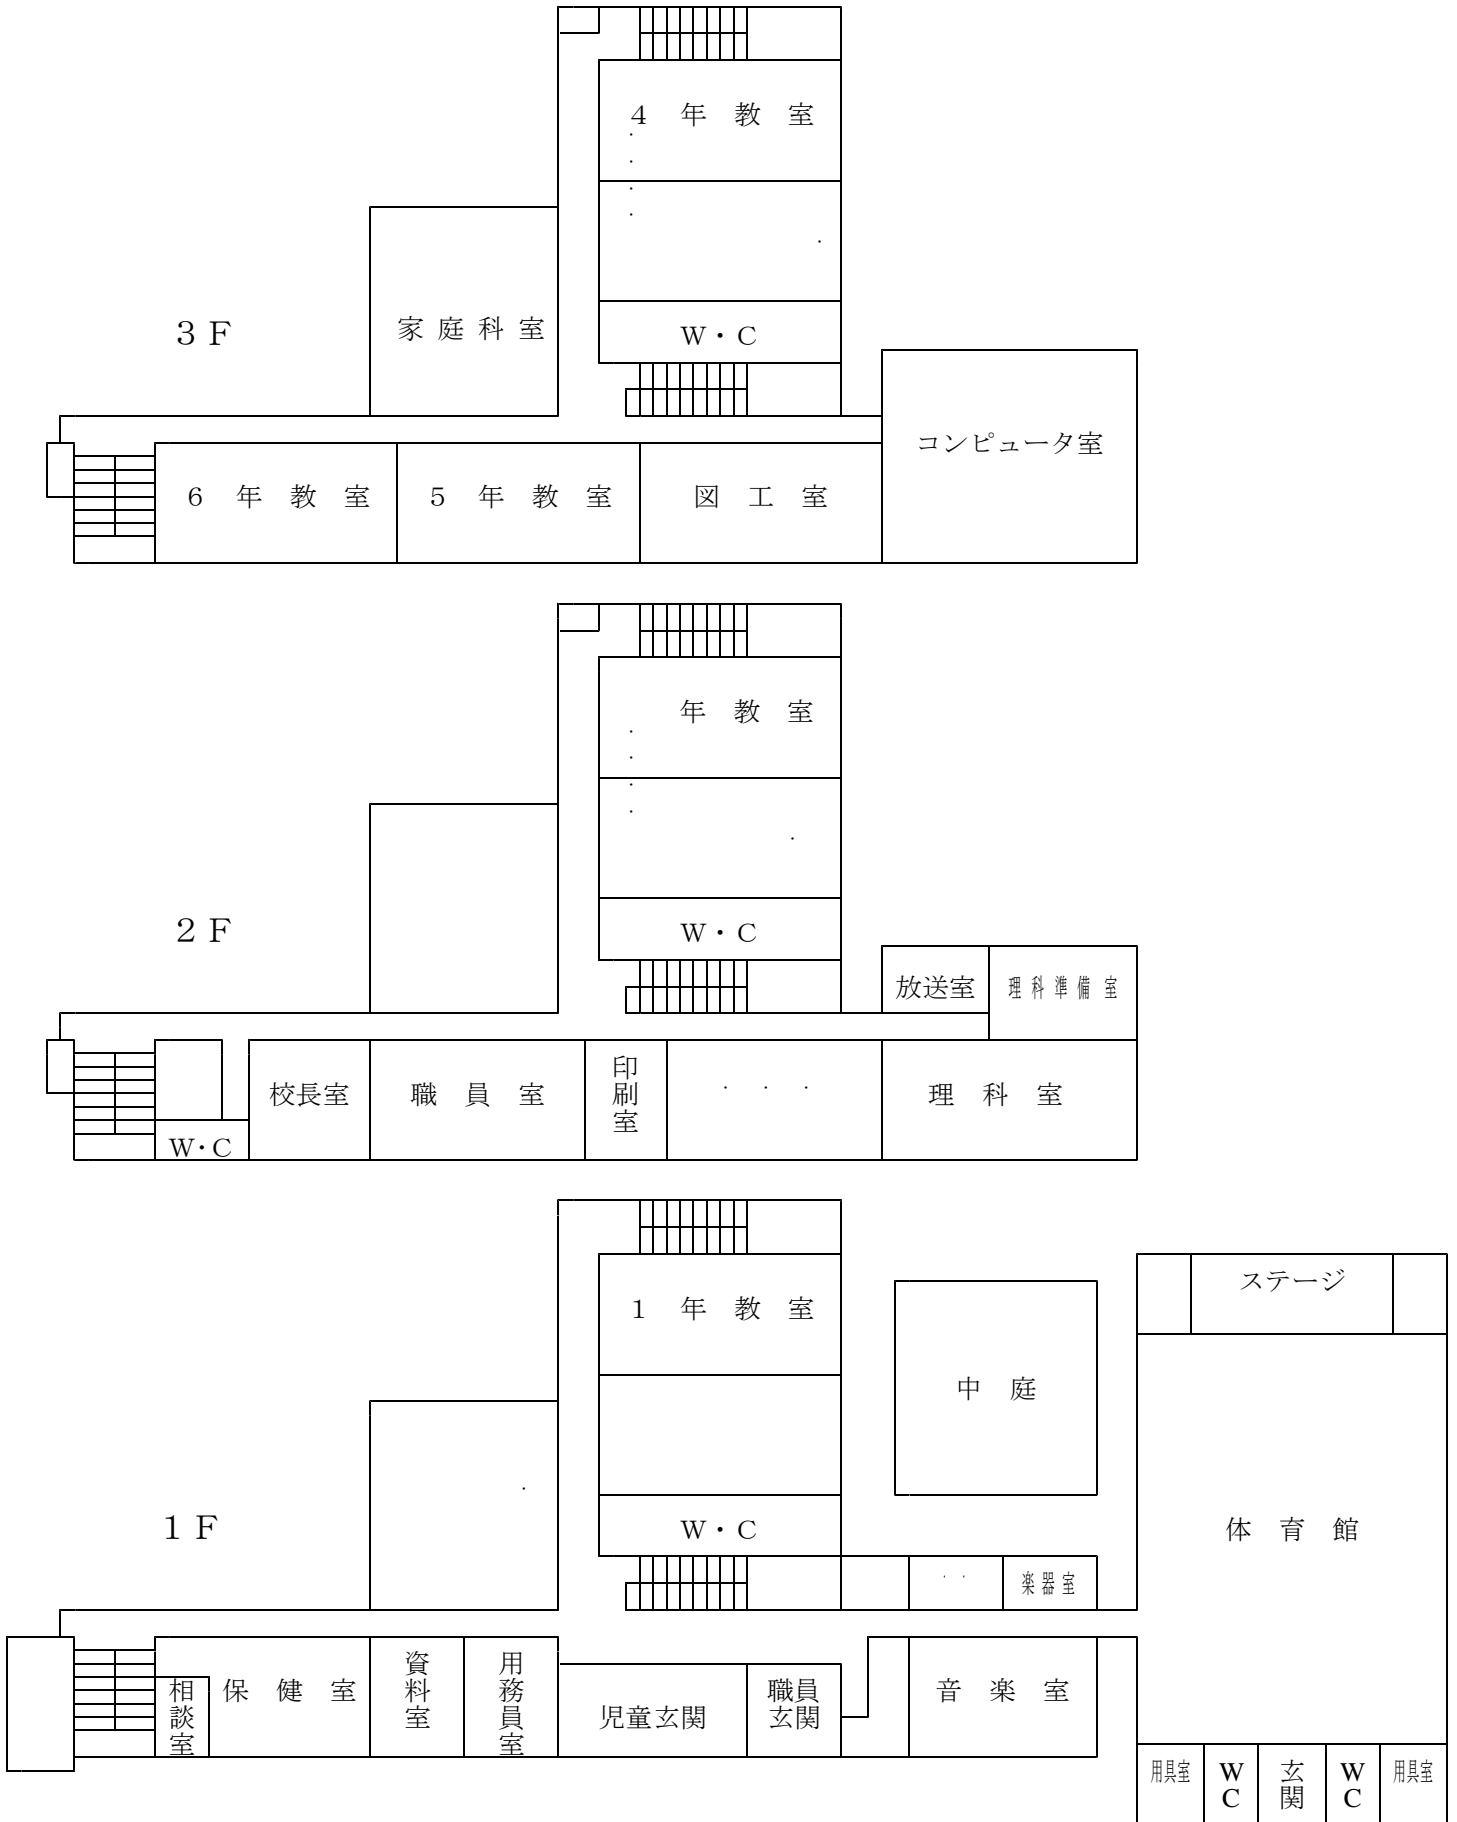 ４年教室
家庭科室
３F
W・C
コンピュータ室
６年教室
５年教室
図工室
年教室
２F
W・C
放送室
理科準備室
校長室
職員室
印刷室
理科室
W・C
１年教室
ステージ
中庭
１F
W・C
体育館
楽器室
相談室
保健室
資料室
用務員室
児童玄関
職員
玄関
音楽室
用具室
WC
玄関
WC
用具室